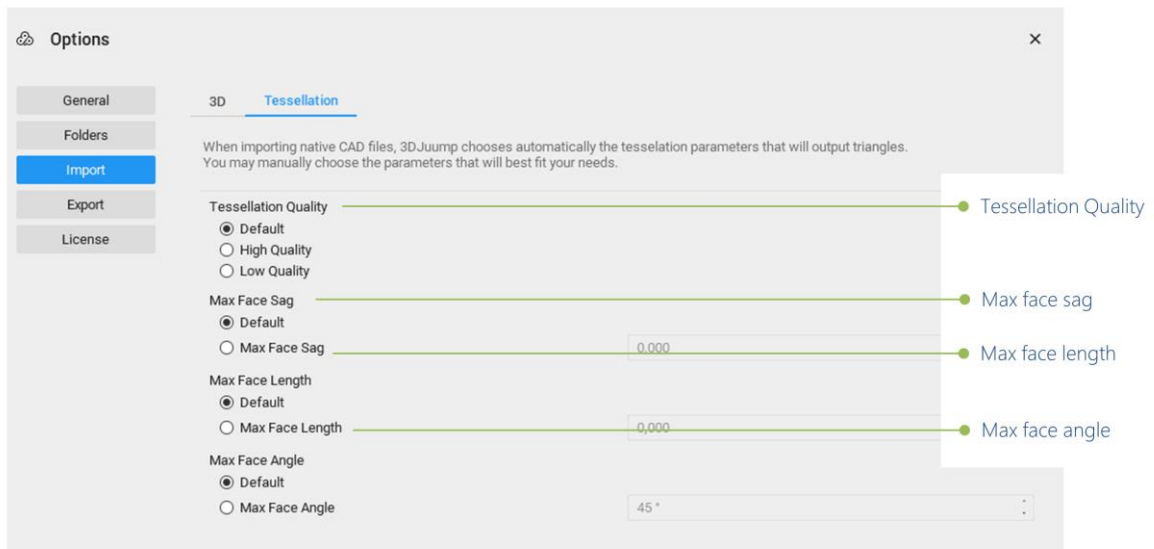 Options
General
Folders
Import
Export
License
3D Tessellation
When importing native CAD files, 3DJuump chooses automatically the tesselation parameters that will output triangles.
You may manually choose the parameters that will best fit your needs.
Tessellation Quality
Tessellation Quality
Default
High Quality
Low Quality
Max Face Sag
Max face sag
Default
Max Face Sag 0,000
Max face length
Max Face Length
Default
Max Face Length 0,000
Max face angle
Max Face Angle
Default
Max Face Angle 45 °